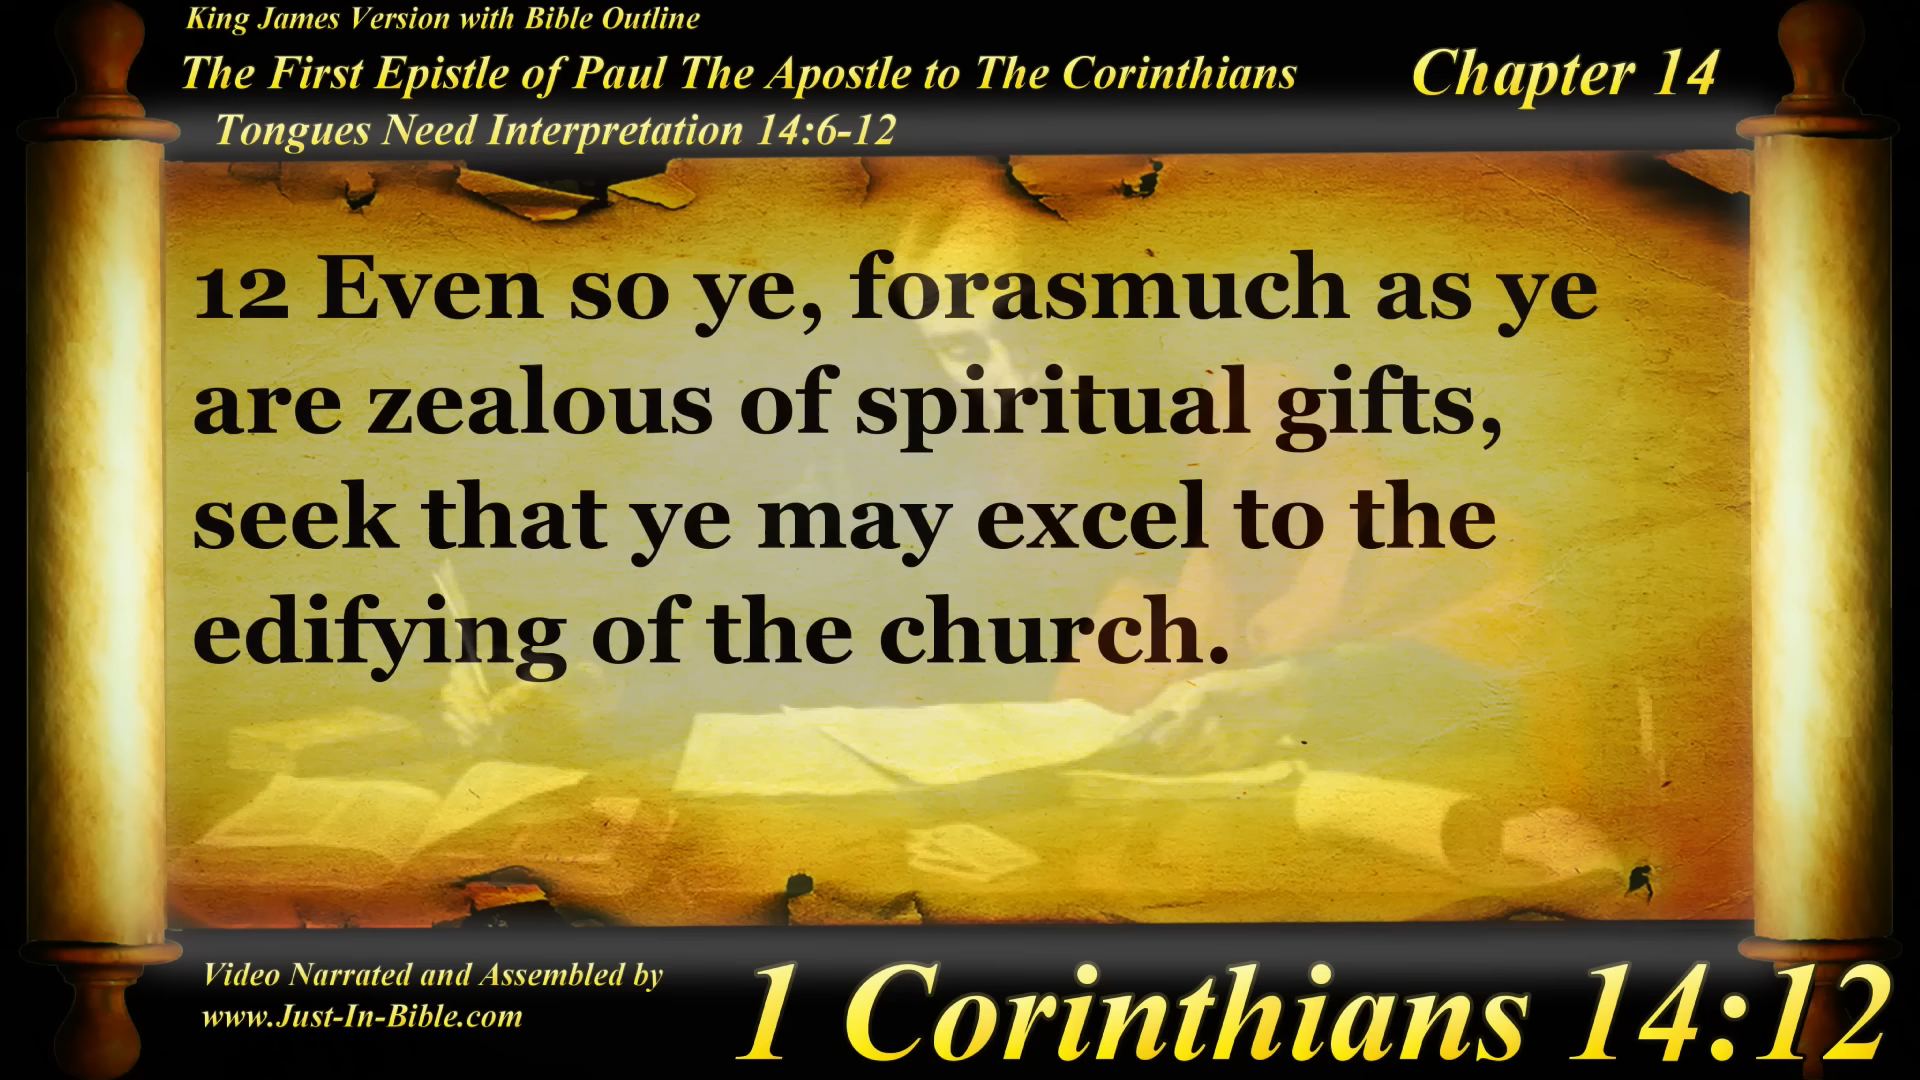 King James Version with Bible Outline
The First Epistle of Paul The Apostle to The Corinthians
Chapter 14
Tongues Need Interpretation 14:6-12
12 Even so ye, forasmuch as ye
are zealous of spiritual gifts,
seek that ye may excel to the
edifying of the church.
Video Narrated and Assembled by
www.Just-In-Bible.com
1 Corinthians 14:12